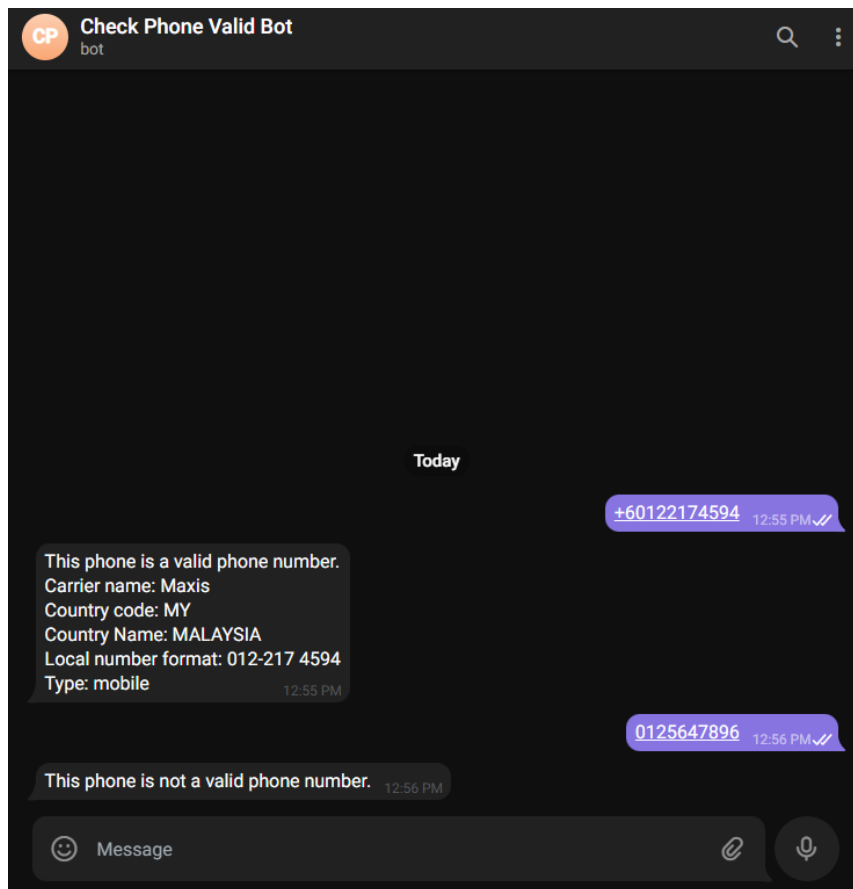 CP
Check Phone Valid Bot
bot
Today
+60122174594 12:55 PM
This phone is a valid phone number.
Carrier name: Maxis
Country code: MY
Country Name: MALAYSIA
Local number format: 012-217 4594
Type: mobile 12:55 PM
0125647896 12:56 PM
This phone is not a valid phone number. 12:56 PM
Message